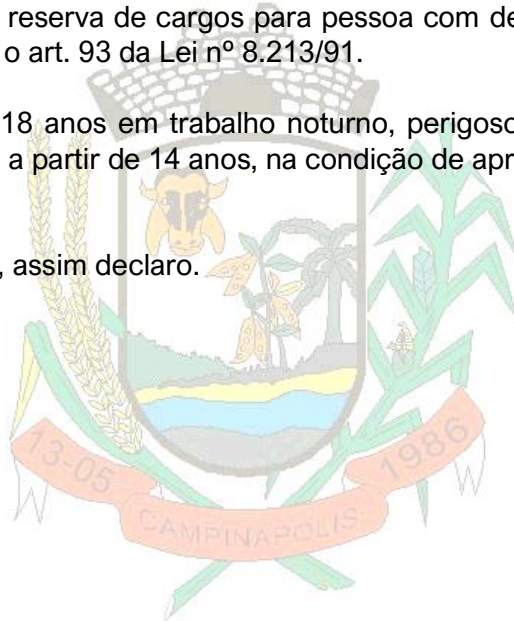 reserva de cargos para pessoa com de
o art. 93 da Lei nº 8.213/91.
18 anos em trabalho noturno, perigoso
a partir de 14 anos, na condição de apr
, assim declaro.
13-05
CAMPINAPOLIS
1986